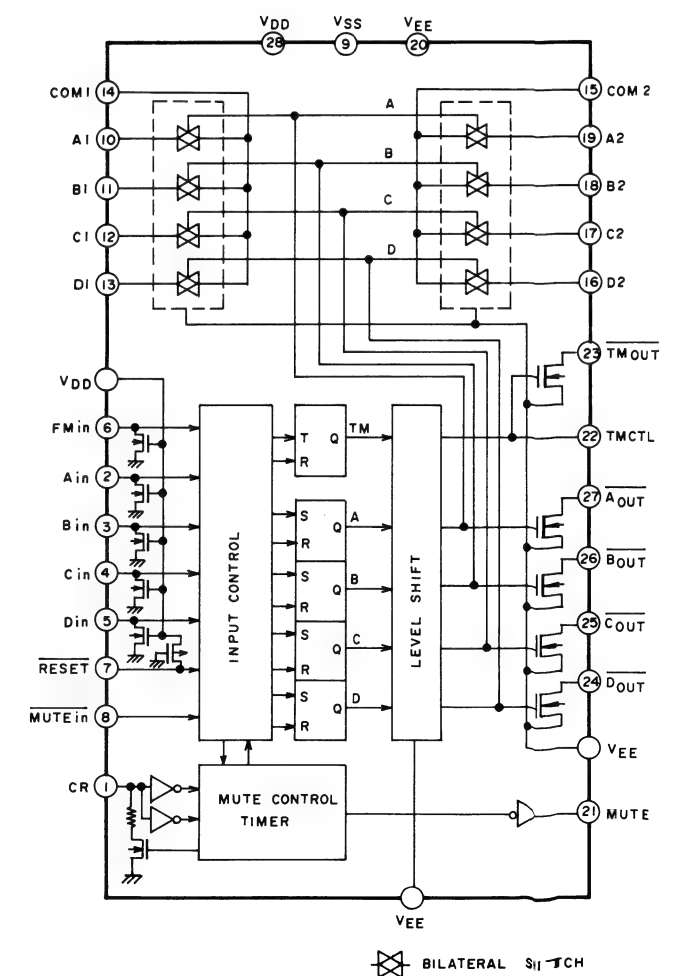 VDD VSS VEE
28 9 20
COM1 14 15 COM2
A
A1 10 19 A2
B
B1 11 18 B2
C
C1 12 17 C2
D
D1 13 16 D2
23 TMOUT
VDD
FMin 6 T Q TM 22 TMCTL
R
Ain 2
27 AOUT
S
Bin 3 Q A
R
26 BOUT
Cin 4 S
Q B
R
Din 5 25 COUT
S
Q C
RESET 7 R
24 DOUT
S
Q D
MUTEin 8 R
INPUT CONTROL
LEVEL SHIFT
VEE
CR 1 MUTE CONTROL
TIMER
21 MUTE
VEE
BILATERAL